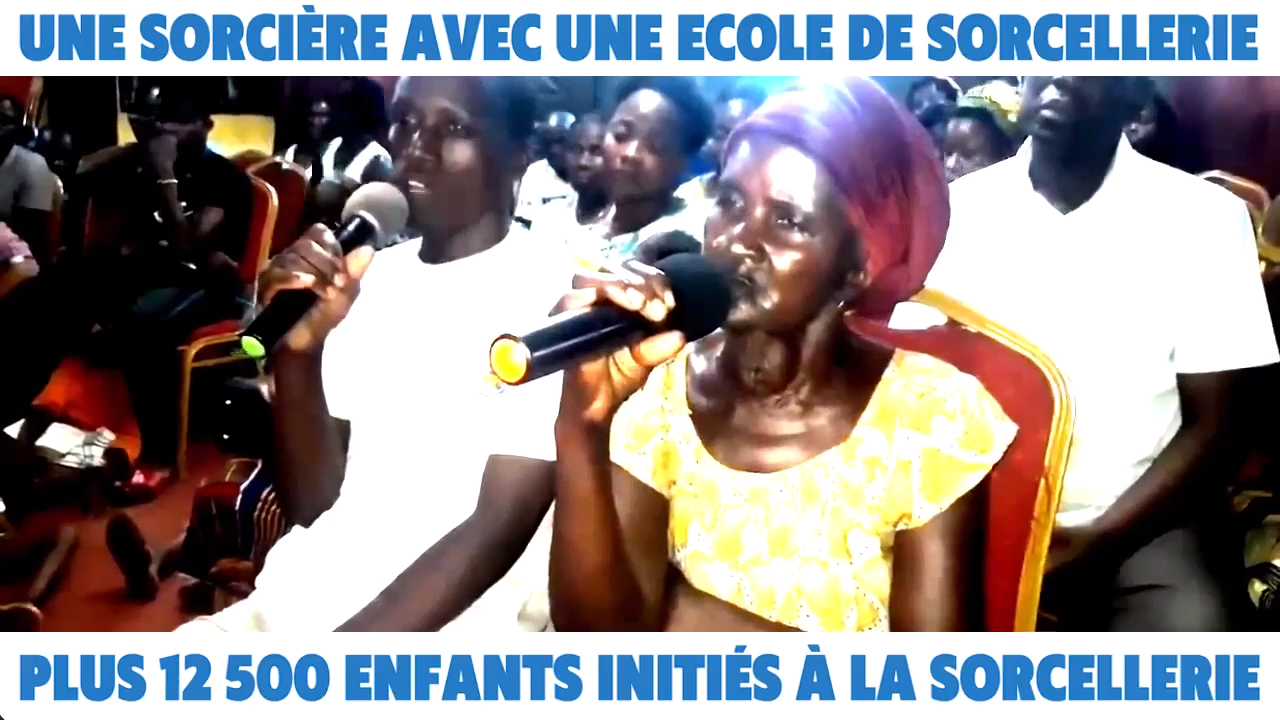 UNE SORCIÈRE AVEC UNE ECOLE DE SORCELLERIE
PLUS 12 500 ENFANTS INITIÉS À LA SORCELLERIE